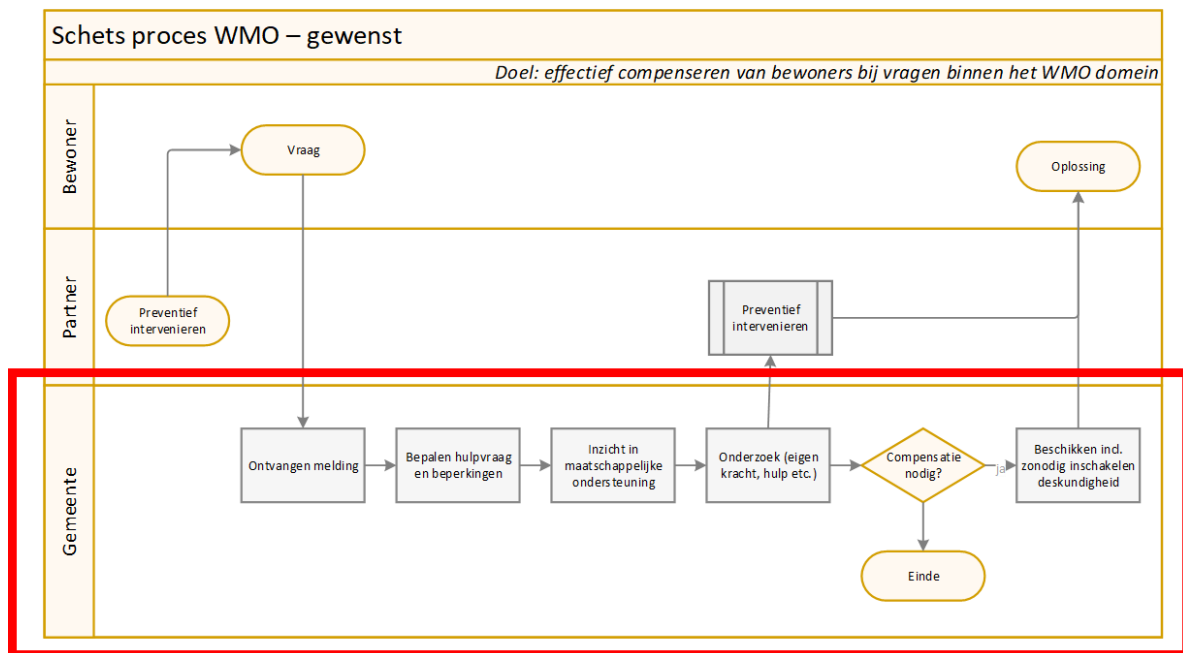 Schets proces WMO – gewenst
Doel: effectief compenseren van bewoners bij vragen binnen het WMO domein
Bewoner
Vraag
Oplossing
Partner
Preventief
intervenieren
Preventief
intervenieren
Gemeente
Ontvangen melding
Bepalen hulpvraag
en beperkingen
Inzicht in
maatschappelijke
ondersteuning
Onderzoek (eigen
kracht, hulp etc.)
Compensatie
nodig?
ja
Beschikken incl.
zonodig inschakelen
deskundigheid
Einde